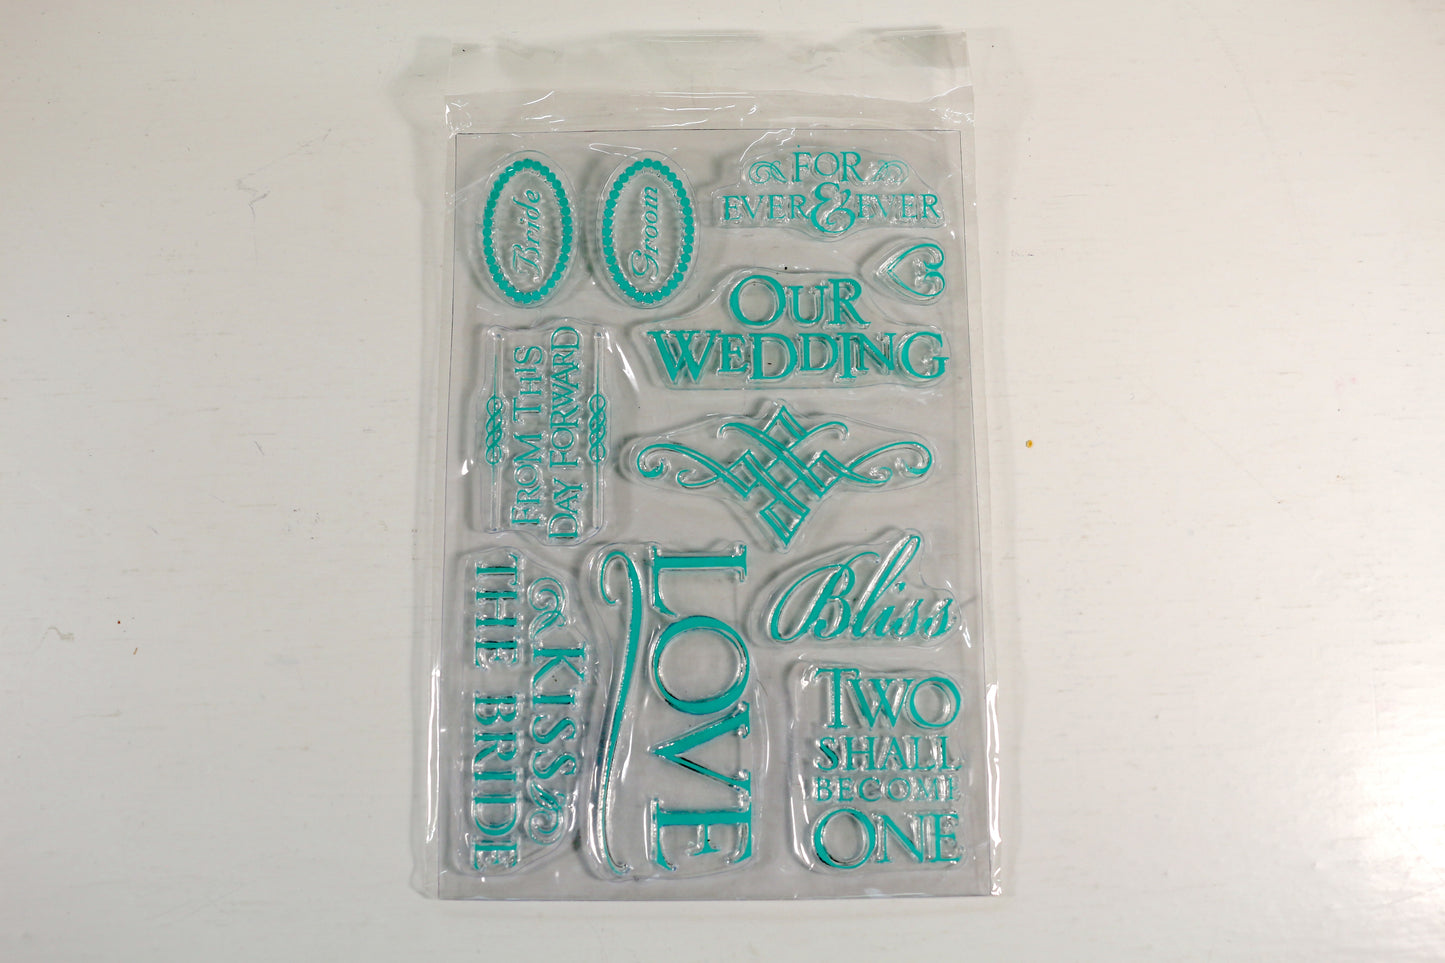 Bride
Groom
FOR
EVER & EVER
OUR
WEDDING
FROM THIS
DAY FORWARD
KISS
THE BRIDE
LOVE
Bliss
TWO
SHALL
BECOME
ONE